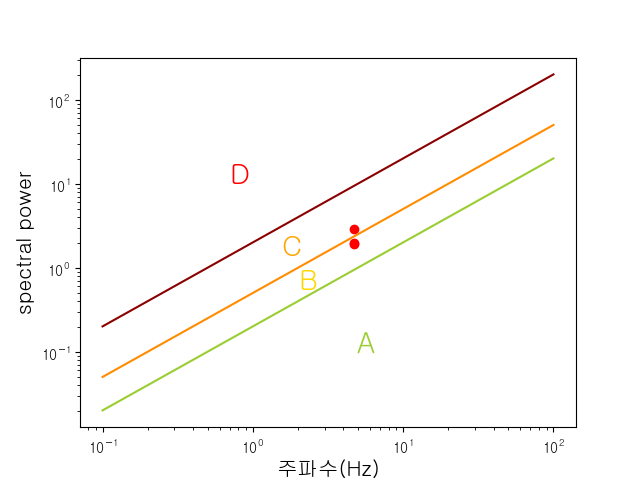 10²
10¹
10⁰
10⁻¹
spectral power
D
C
B
A
10⁻¹
10⁰
10¹
10²
주파수(Hz)